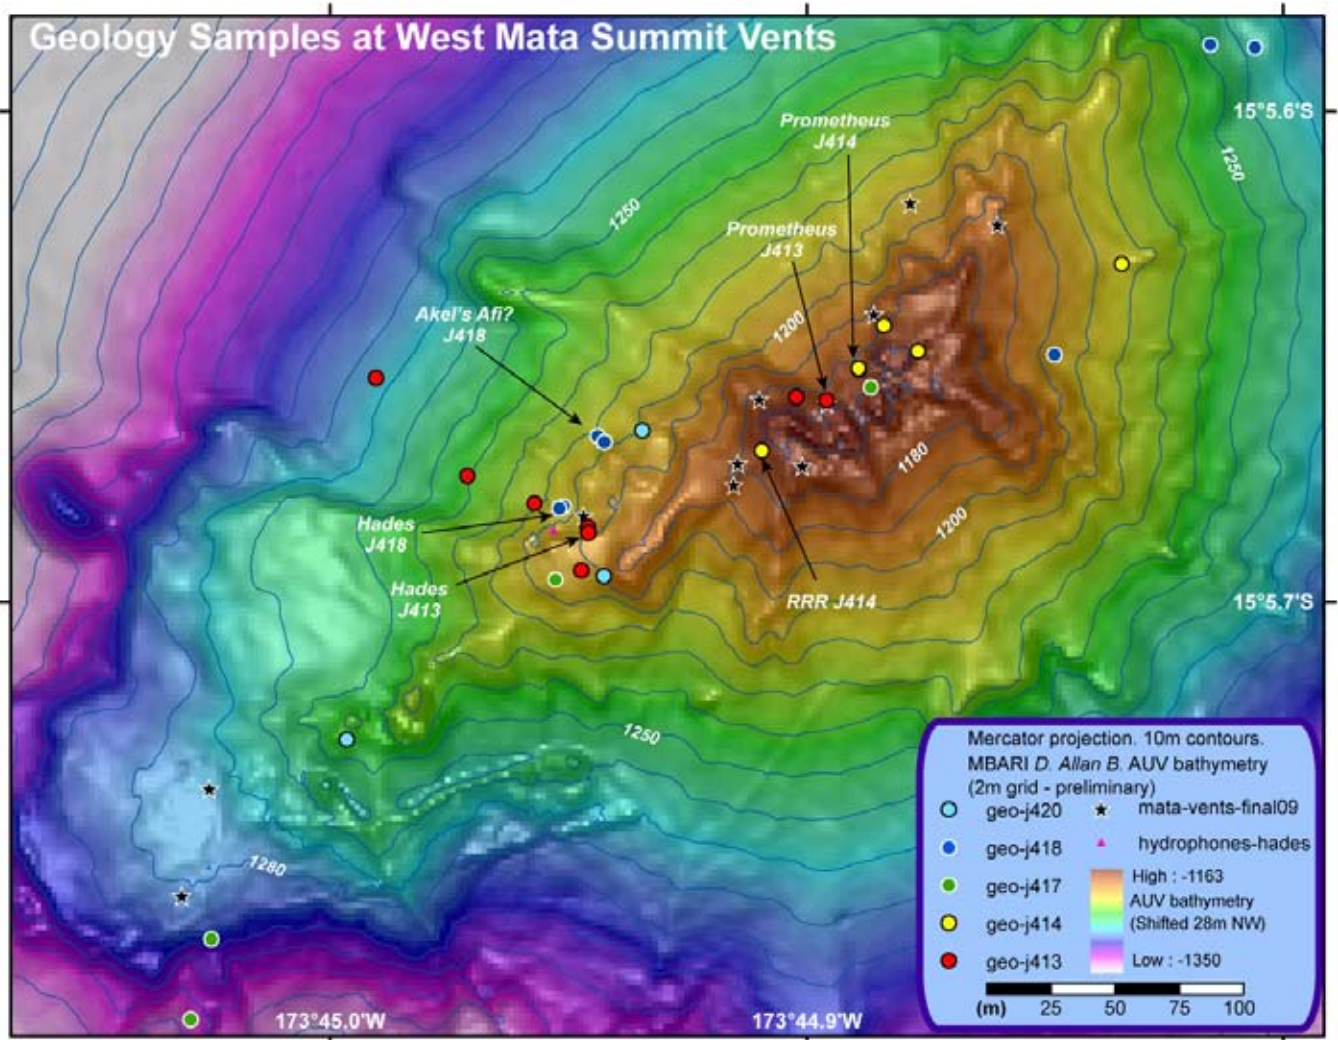 Geology Samples at West Mata Summit Vents
15°5.6'S
Prometheus
J414
1250
1250
Prometheus
J413
Akel's Afi?
J418
1200
1180
1200
Hades
J418
Hades
J413
RRR J414
15°5.7'S
1250
1280
173°45.0'W
173°44.9'W
Mercator projection. 10m contours.
MBARI D. Allan B. AUV bathymetry
(2m grid - preliminary)
geo-j420
mata-vents-final09
geo-j418
hydrophones-hades
geo-j417
High : -1163
AUV bathymetry
geo-j414
(Shifted 28m NW)
geo-j413
Low : -1350
(m) 25 50 75 100